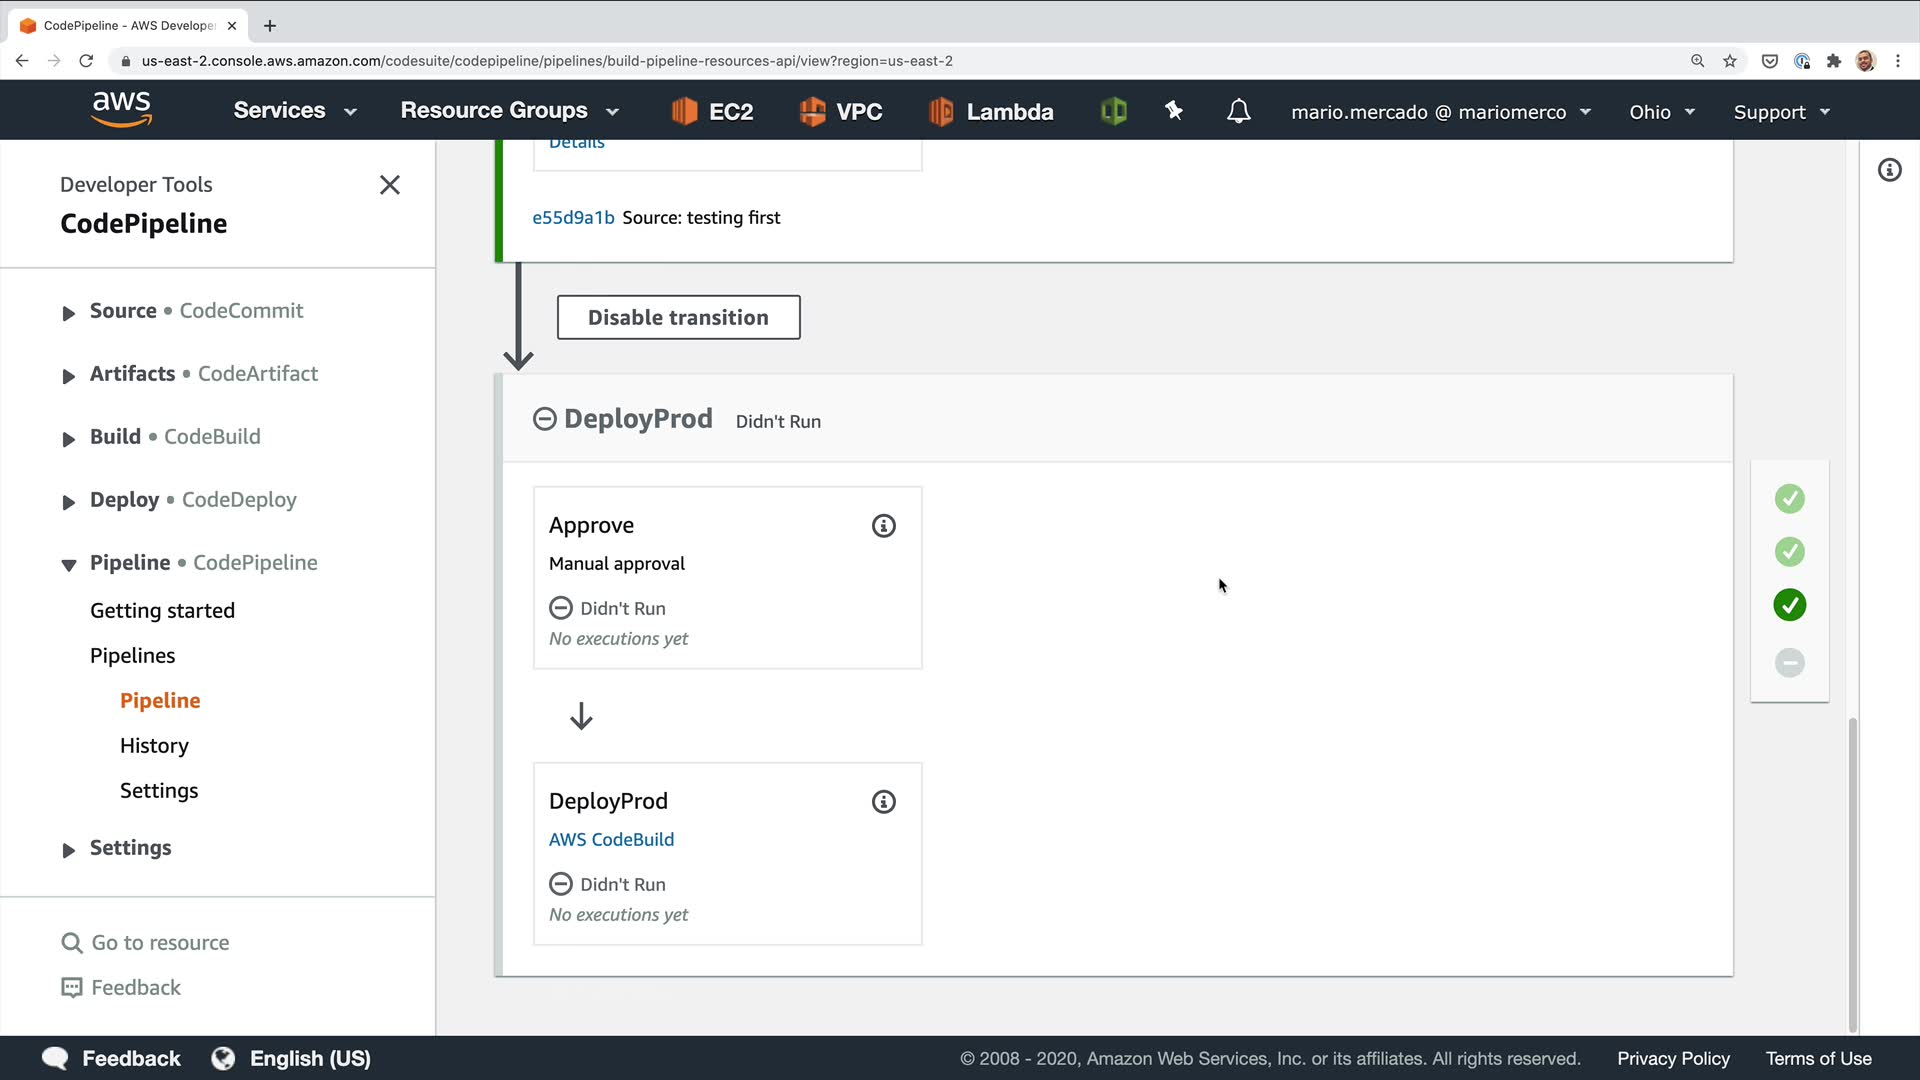 CodePipeline - AWS Develope
us-east-2.console.aws.amazon.com/codesuite/codepipeline/pipelines/build-pipeline-resources-api/view?region=us-east-2
aws Services Resource Groups EC2 VPC Lambda mario.mercado @ mariomerco Ohio Support
Developer Tools
CodePipeline
Source • CodeCommit
Artifacts • CodeArtifact
Build • CodeBuild
Deploy • CodeDeploy
Pipeline • CodePipeline
Getting started
Pipelines
Pipeline
History
Settings
Settings
Go to resource
Feedback
Details
e55d9a1b Source: testing first
Disable transition
DeployProd Didn't Run
Approve
Manual approval
Didn't Run
No executions yet
DeployProd
AWS CodeBuild
Didn't Run
No executions yet
Feedback English (US) © 2008 - 2020, Amazon Web Services, Inc. or its affiliates. All rights reserved. Privacy Policy Terms of Use